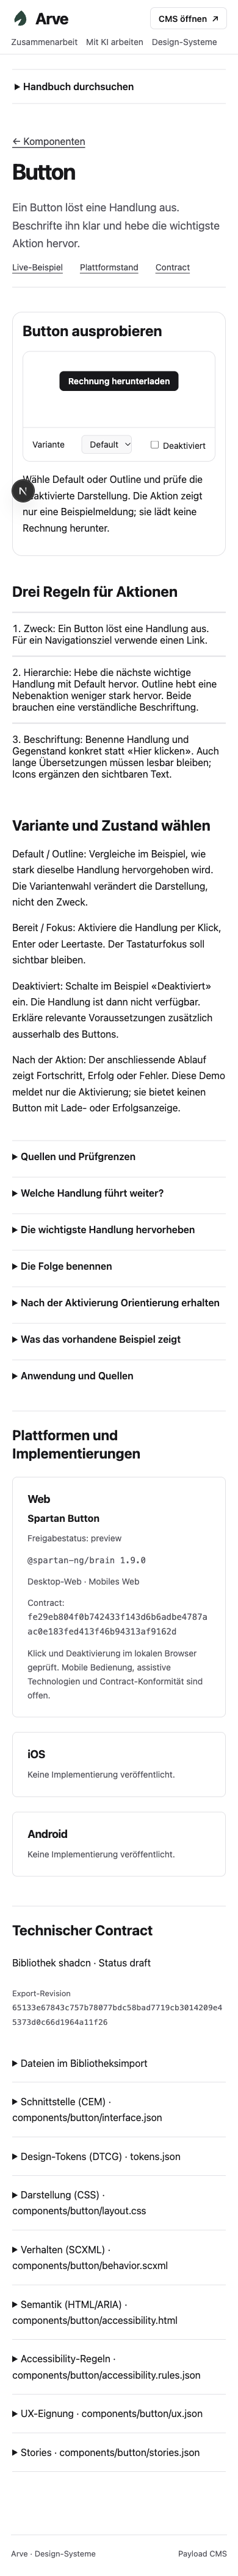 Arve
CMS öffnen ↗
Zusammenarbeit Mit KI arbeiten Design-Systeme
▶ Handbuch durchsuchen
← Komponenten
Button
Ein Button löst eine Handlung aus.
Beschrifte ihn klar und hebe die wichtigste
Aktion hervor.
Live-Beispiel Plattformstand Contract
Button ausprobieren
Rechnung herunterladen
Variante Default Deaktiviert
Wähle Default oder Outline und prüfe die
deaktivierte Darstellung. Die Aktion zeigt
nur eine Beispielmeldung; sie lädt keine
Rechnung herunter.
Drei Regeln für Aktionen
1. Zweck: Ein Button löst eine Handlung aus.
Für ein Navigationsziel verwende einen Link.
2. Hierarchie: Hebe die nächste wichtige
Handlung mit Default hervor. Outline hebt eine
Nebenaktion weniger stark hervor. Beide
brauchen eine verständliche Beschriftung.
3. Beschriftung: Benenne Handlung und
Gegenstand konkret statt «Hier klicken». Auch
lange Übersetzungen müssen lesbar bleiben;
Icons ergänzen den sichtbaren Text.
Variante und Zustand wählen
Default / Outline: Vergleiche im Beispiel, wie
stark dieselbe Handlung hervorgehoben wird.
Die Variantenwahl verändert die Darstellung,
nicht den Zweck.
Bereit / Fokus: Aktiviere die Handlung per Klick,
Enter oder Leertaste. Der Tastaturfokus soll
sichtbar bleiben.
Deaktiviert: Schalte im Beispiel «Deaktiviert»
ein. Die Handlung ist dann nicht verfügbar.
Erkläre relevante Voraussetzungen zusätzlich
ausserhalb des Buttons.
Nach der Aktion: Der anschliessende Ablauf
zeigt Fortschritt, Erfolg oder Fehler. Diese Demo
meldet nur die Aktivierung; sie bietet keinen
Button mit Lade- oder Erfolgsanzeige.
▶ Quellen und Prüfgrenzen
▶ Welche Handlung führt weiter?
▶ Die wichtigste Handlung hervorheben
▶ Die Folge benennen
▶ Nach der Aktivierung Orientierung erhalten
▶ Was das vorhandene Beispiel zeigt
▶ Anwendung und Quellen
Plattformen und
Implementierungen
Web
Spartan Button
Freigabestatus: preview
@spartan-ng/brain 1.9.0
Desktop-Web · Mobiles Web
Contract:
fe29eb804f0b742433f143d6b6adbe4787a
ac0e183fed413f46b94313af9162d
Klick und Deaktivierung im lokalen Browser
geprüft. Mobile Bedienung, assistive
Technologien und Contract-Konformität sind
offen.
iOS
Keine Implementierung veröffentlicht.
Android
Keine Implementierung veröffentlicht.
Technischer Contract
Bibliothek shadcn · Status draft
Export-Revision
65133e67843c757b78077bdc58bad7719cb3014209e4
5373d0c66d1964a11f26
▶ Dateien im Bibliotheksimport
▶ Schnittstelle (CEM) ·
components/button/interface.json
▶ Design-Tokens (DTCG) · tokens.json
▶ Darstellung (CSS) ·
components/button/layout.css
▶ Verhalten (SCXML) ·
components/button/behavior.scxml
▶ Semantik (HTML/ARIA) ·
components/button/accessibility.html
▶ Accessibility-Regeln ·
components/button/accessibility.rules.json
▶ UX-Eignung · components/button/ux.json
▶ Stories · components/button/stories.json
Arve · Design-Systeme Payload CMS